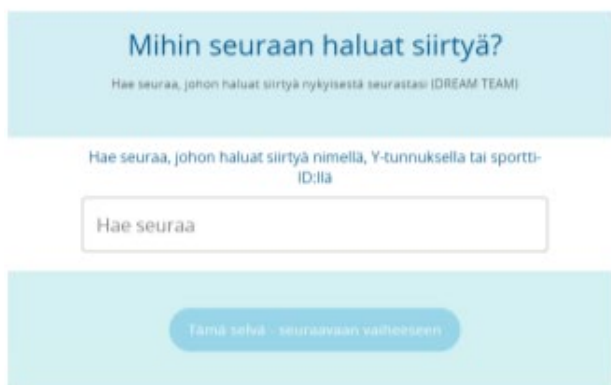 Mihin seuraan haluat siirtyä?
Hae seura, johon haluat siirtyä nykyisestä seurastasi (DREAM TEAM)
Hae seuraa, johon haluat siirtyä nimellä, Y-tunnuksella tai sportti-
ID:llä
Hae seuraa
Tämä selvä - seuraavaan vaiheeseen